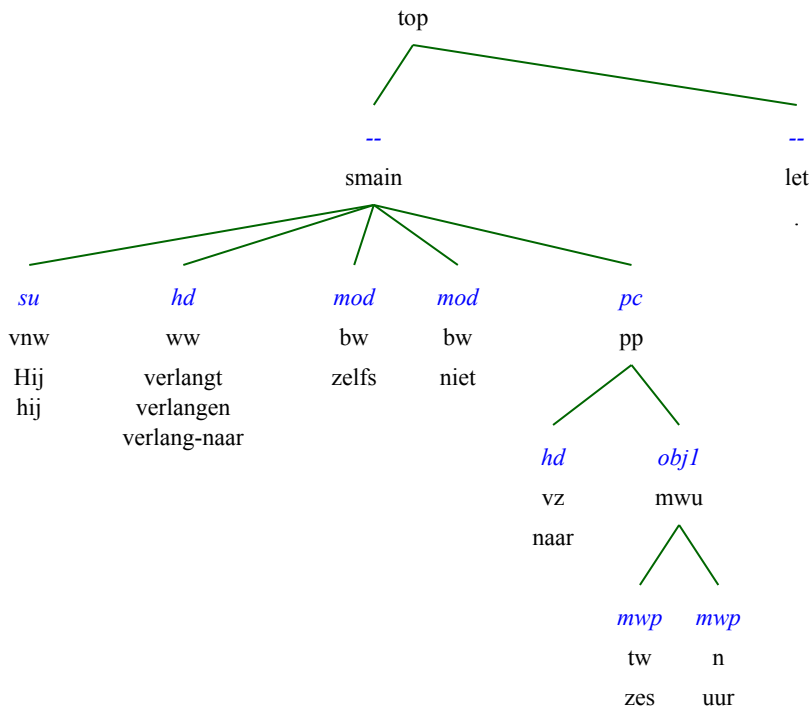 top
-- --
smain let
.
su hd mod mod pc
vnw ww bw bw pp
Hij verlangt zelfs niet
hij verlangen
verlang-naar
hd obj1
vz mwu
naar
mwp mwp
tw n
zes uur